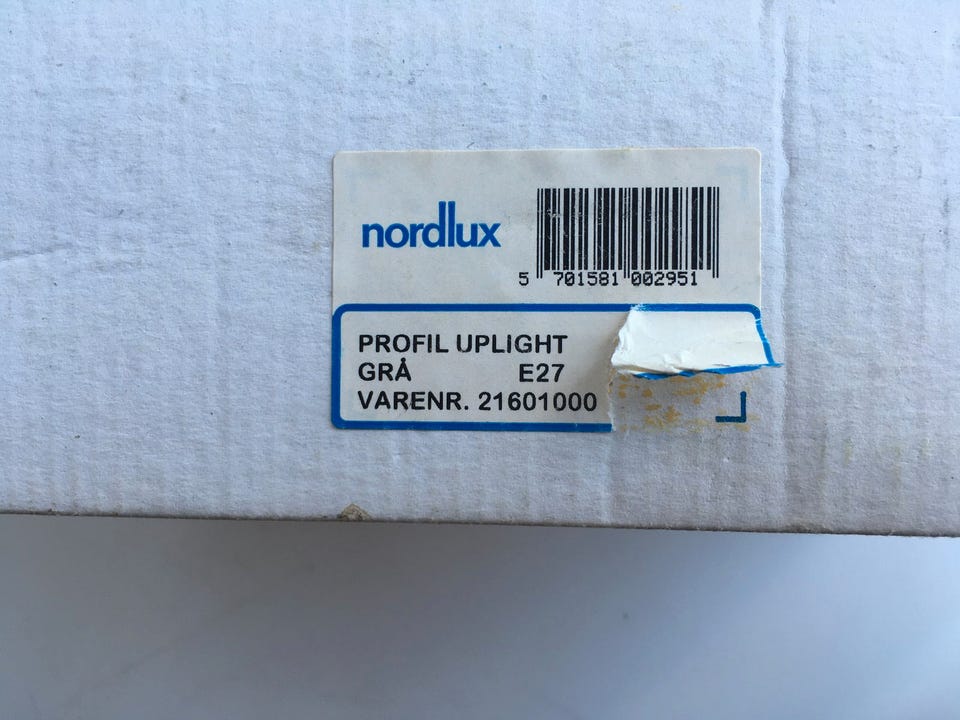 nordlux
5 701581 002951
PROFIL UPLIGHT
GRÅ E27
VARENR. 21601000